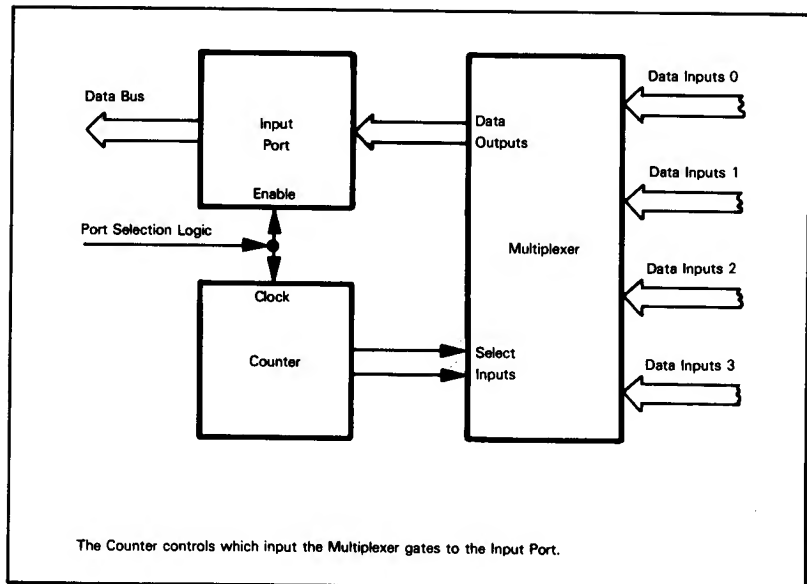 Data Bus
Input
Port
Enable
Port Selection Logic
Clock
Counter
Data
Outputs
Multiplexer
Select
Inputs
Data Inputs 0
Data Inputs 1
Data Inputs 2
Data Inputs 3
The Counter controls which input the Multiplexer gates to the Input Port.